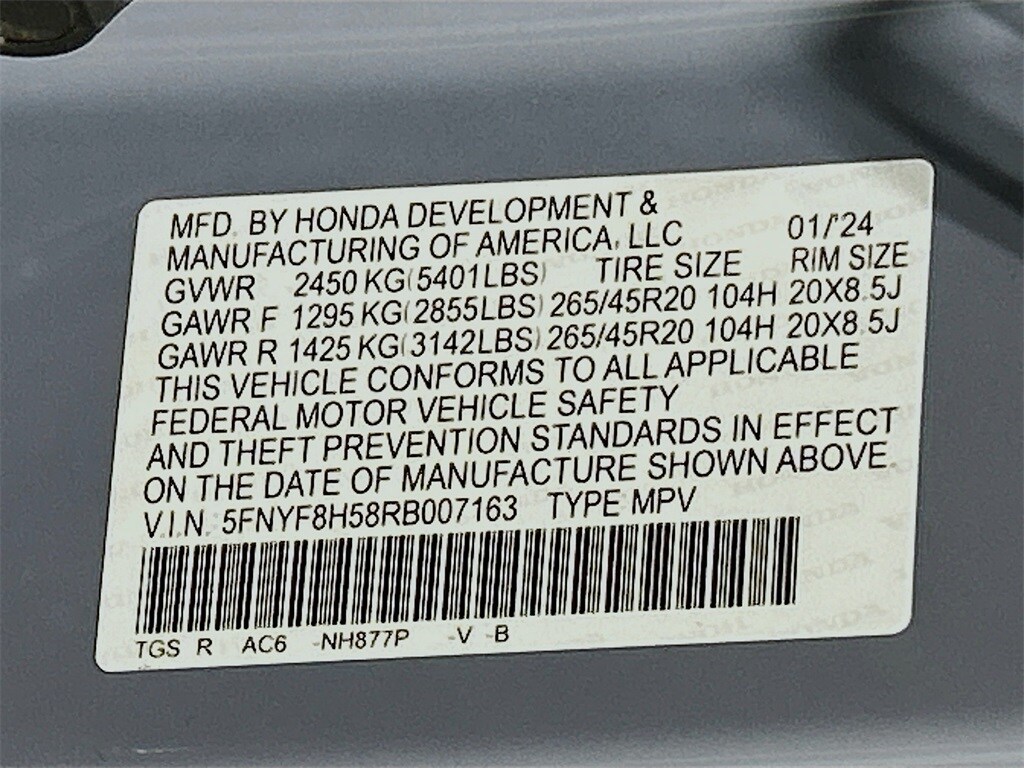 MFD. BY HONDA DEVELOPMENT &
MANUFACTURING OF AMERICA, LLC 01/24
GVWR 2450 KG(5401LBS) TIRE SIZE RIM SIZE
GAWR F 1295 KG(2855LBS) 265/45R20 104H 20X8.5J
GAWR R 1425 KG(3142LBS) 265/45R20 104H 20X8.5J
THIS VEHICLE CONFORMS TO ALL APPLICABLE
FEDERAL MOTOR VEHICLE SAFETY
AND THEFT PREVENTION STANDARDS IN EFFECT
ON THE DATE OF MANUFACTURE SHOWN ABOVE.
V.I.N. 5FNYF8H58RB007163 TYPE MPV
TGS R AC6 -NH877P -V -B